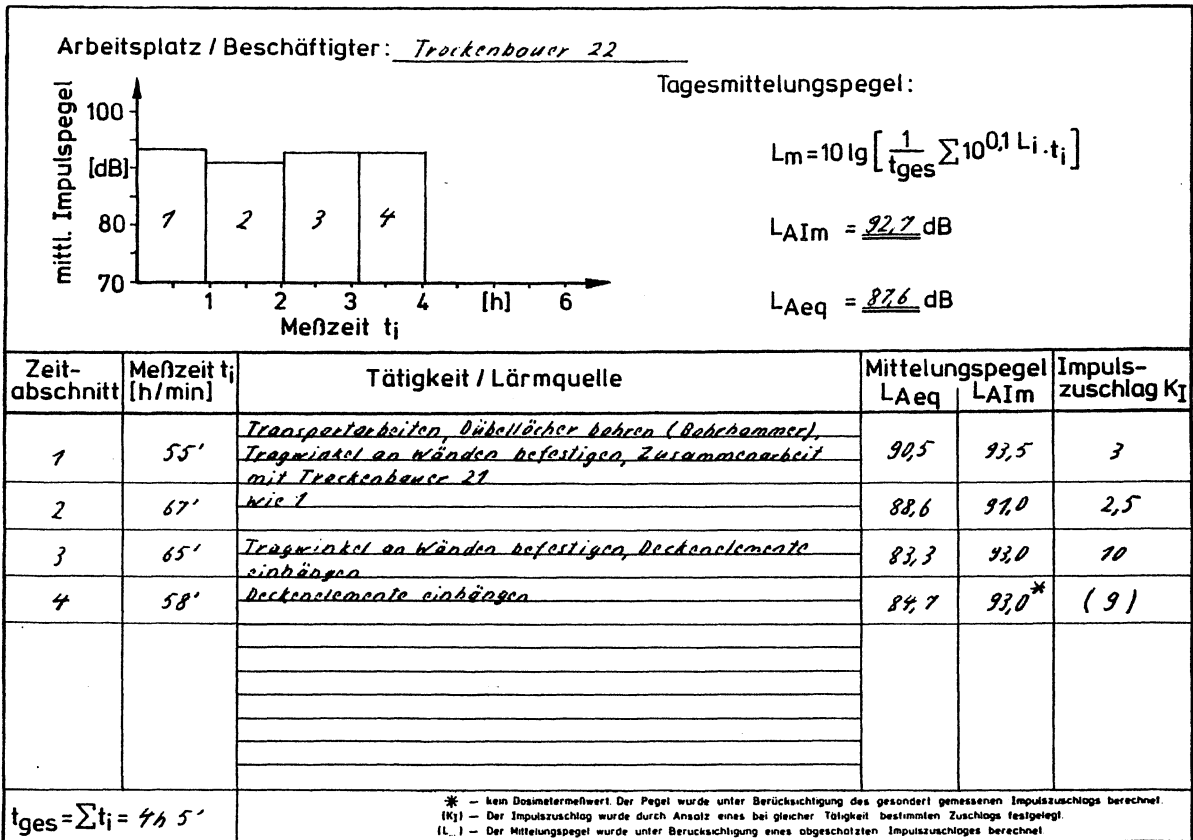 Arbeitsplatz / Beschäftigter: Trockenbauer 22
Tagesmittelungspegel:
mittl. Impulspegel
[dB]
100
80
70
1 2 3 4
1 2 3 4 [h] 6
Meßzeit ti
Lm = 10 lg [ 1/tges ∑ 10^0,1 Li · ti ]
LAIm = 92,7 dB
LAeq = 87,6 dB
Zeit-abschnitt | Meßzeit ti [h/min] | Tätigkeit / Lärmquelle | Mittelungspegel LAeq | LAIm | Impuls-zuschlag KI
Transportarbeiten, Dübellöcher bohren (Bohrhammer),
1 55' Tragwinkel an Wänden befestigen, Zusammenarbeit 90,5 93,5 3
mit Trockenbauer 21
2 67' wie 1 88,6 91,0 2,5
3 65' Tragwinkel an Wänden befestigen, Deckenelemente 83,3 93,0 10
einhängen
4 58' Deckenelemente einhängen 84,7 93,0* (9)
tges = ∑ti = 4h 5'
* – kein Dosimetermeßwert. Der Pegel wurde unter Berücksichtigung des gesondert gemessenen Impulszuschlags berechnet.
(KI) – Der Impulszuschlag wurde durch Ansatz eines bei gleicher Tätigkeit bestimmten Zuschlags festgelegt.
(L...) – Der Mittelungspegel wurde unter Berucksichtigung eines abgeschätzten Impulszuschlages berechnet